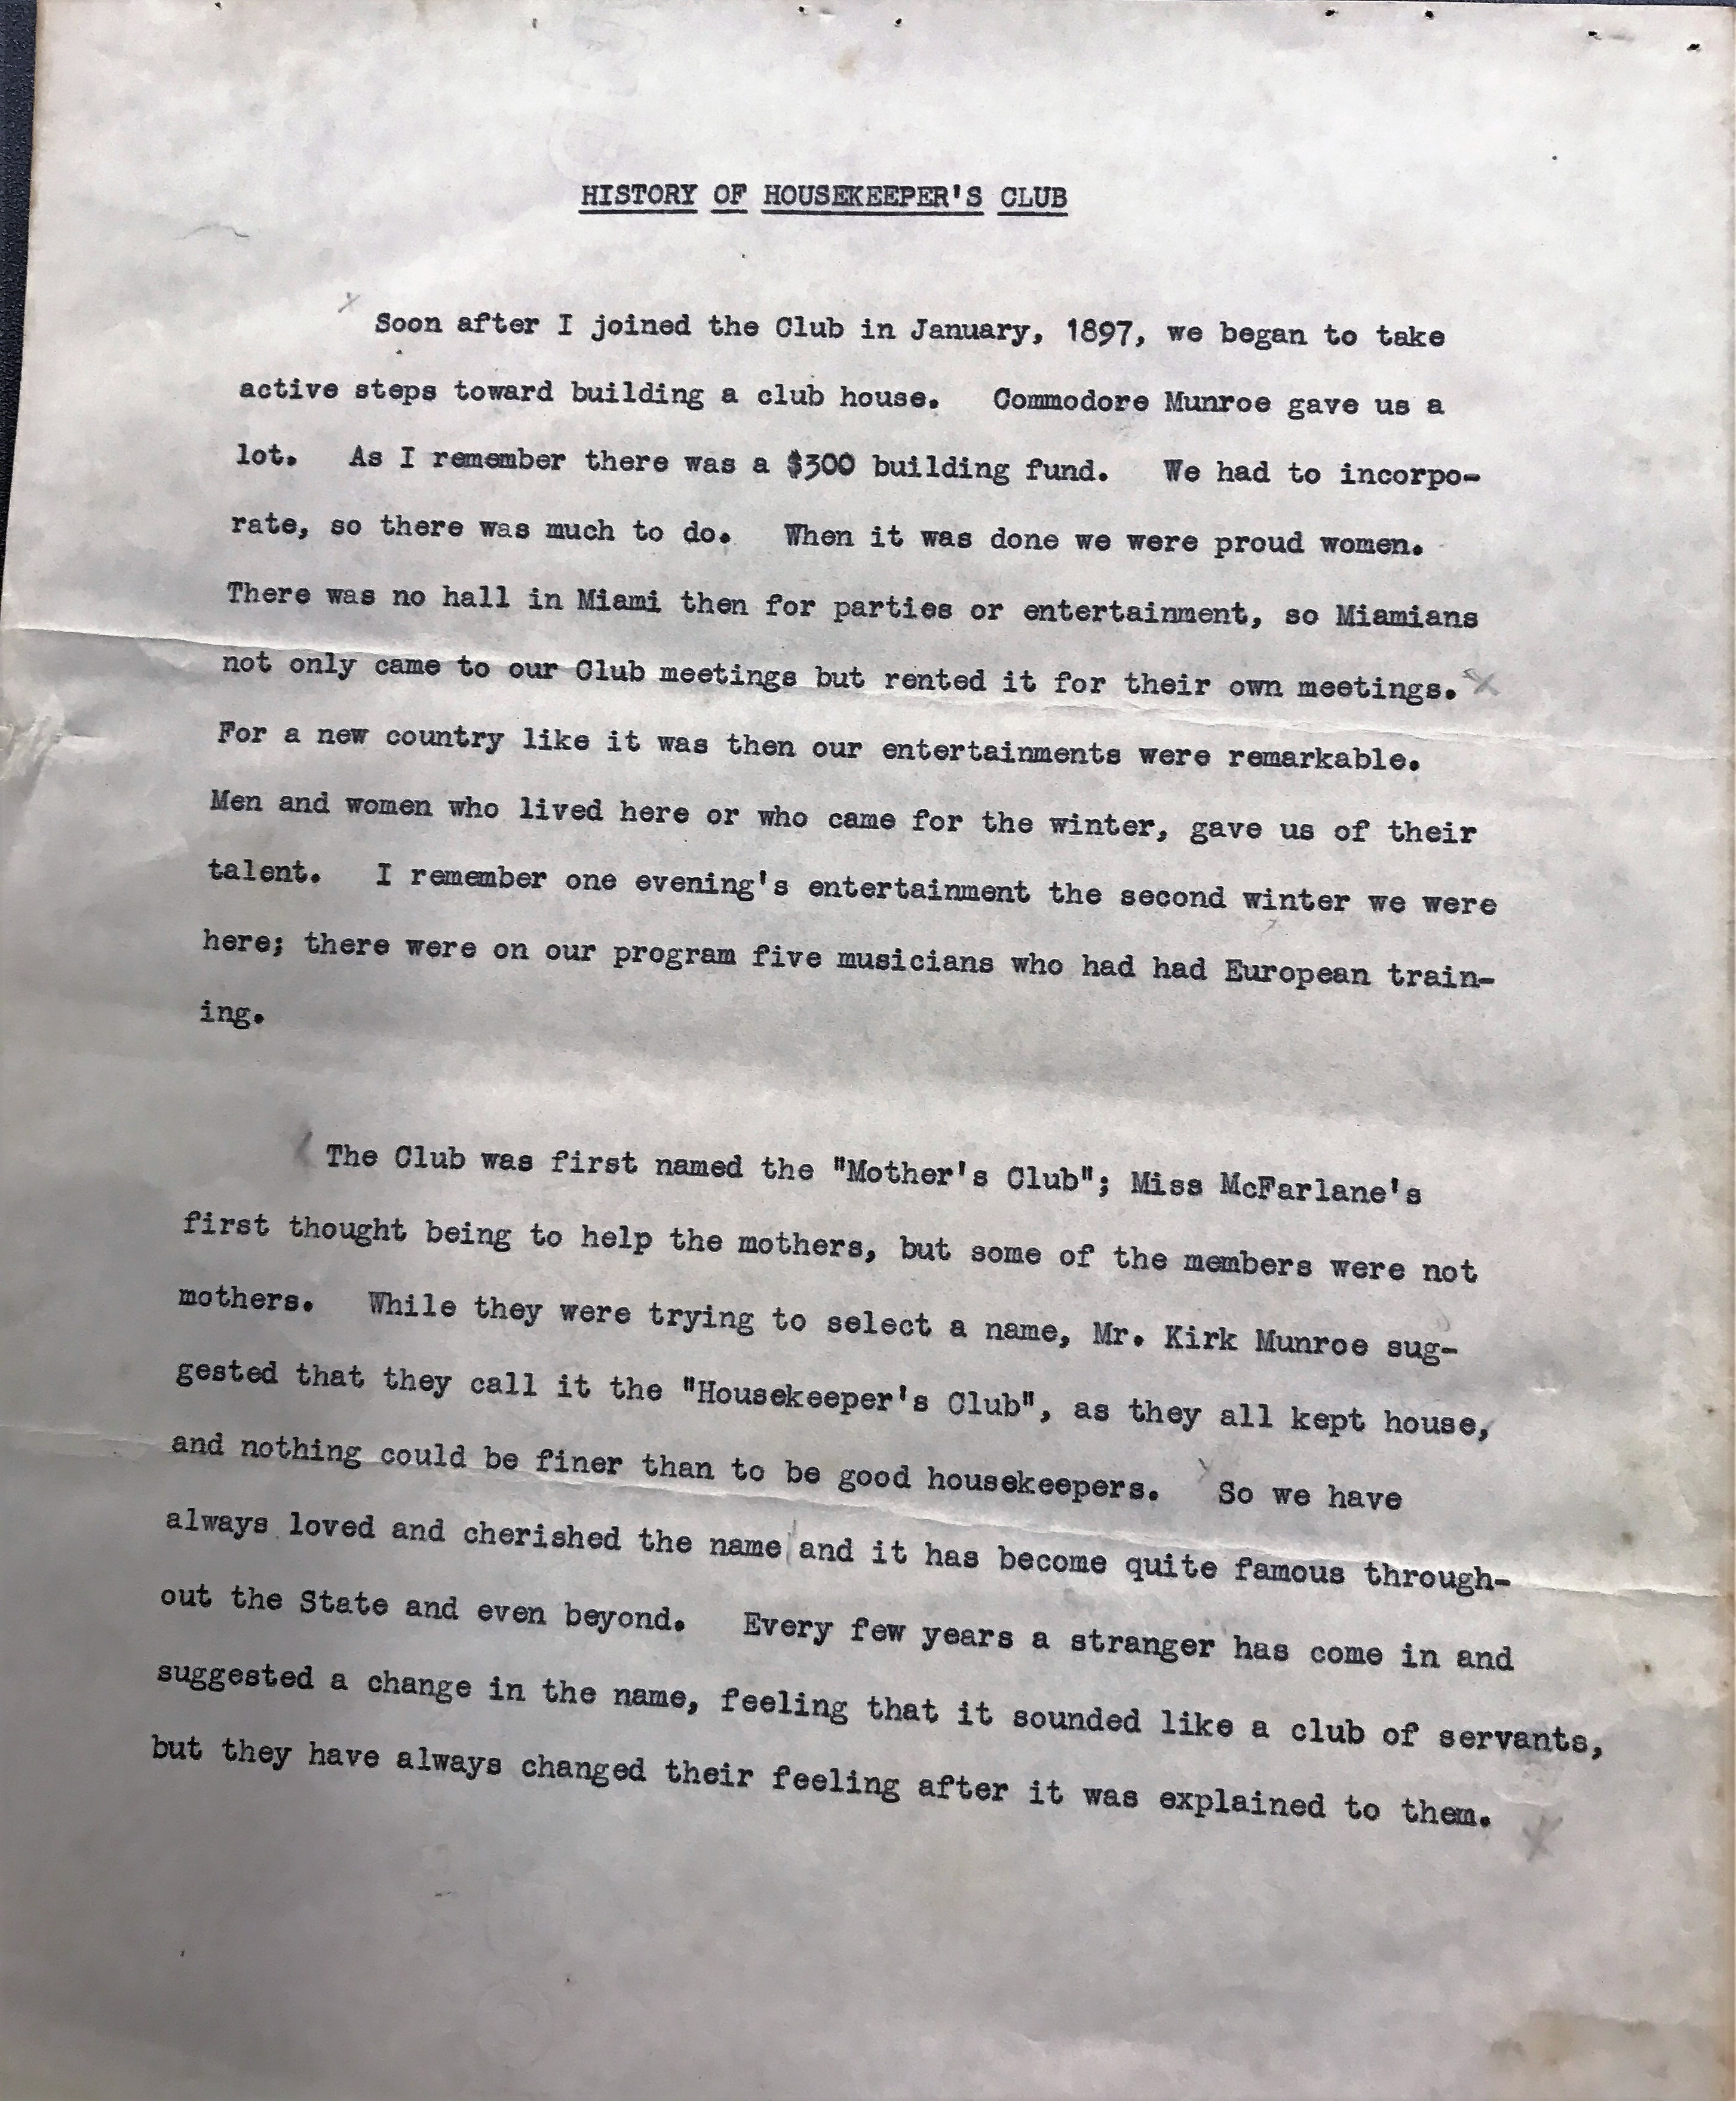 HISTORY OF HOUSEKEEPER'S CLUB
Soon after I joined the Club in January, 1897, we began to take
active steps toward building a club house. Commodore Munroe gave us a
lot. As I remember there was a $300 building fund. We had to incorpo-
rate, so there was much to do. When it was done we were proud women.
There was no hall in Miami then for parties or entertainment, so Miamians
not only came to our Club meetings but rented it for their own meetings.
For a new country like it was then our entertainments were remarkable.
Men and women who lived here or who came for the winter, gave us of their
talent. I remember one evening's entertainment the second winter we were
here; there were on our program five musicians who had had European train-
ing.
The Club was first named the "Mother's Club"; Miss McFarlane's
first thought being to help the mothers, but some of the members were not
mothers. While they were trying to select a name, Mr. Kirk Munroe sug-
gested that they call it the "Housekeeper's Club", as they all kept house,
and nothing could be finer than to be good housekeepers. So we have
always loved and cherished the name and it has become quite famous through-
out the State and even beyond. Every few years a stranger has come in and
suggested a change in the name, feeling that it sounded like a club of servants,
but they have always changed their feeling after it was explained to them.